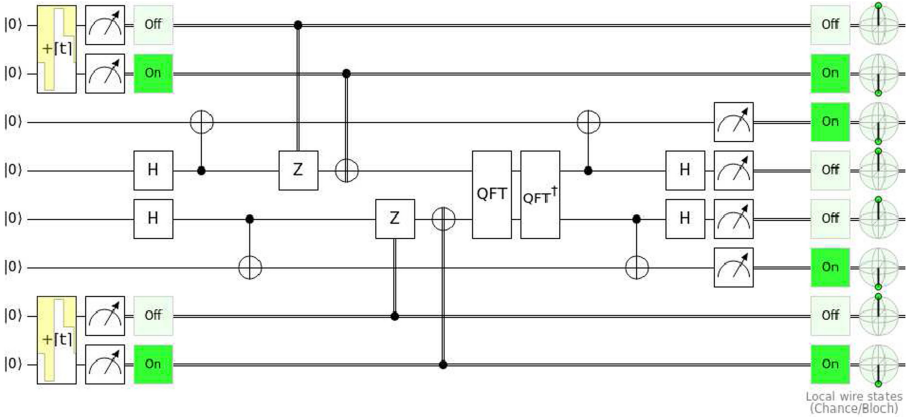 |0⟩ Off Off
+⌈t⌉
|0⟩ On On
|0⟩ On
|0⟩ H Z H Off
QFT QFT†
|0⟩ H Z H Off
|0⟩ On
|0⟩ Off Off
+⌈t⌉
|0⟩ On On
Local wire states
(Chance/Bloch)